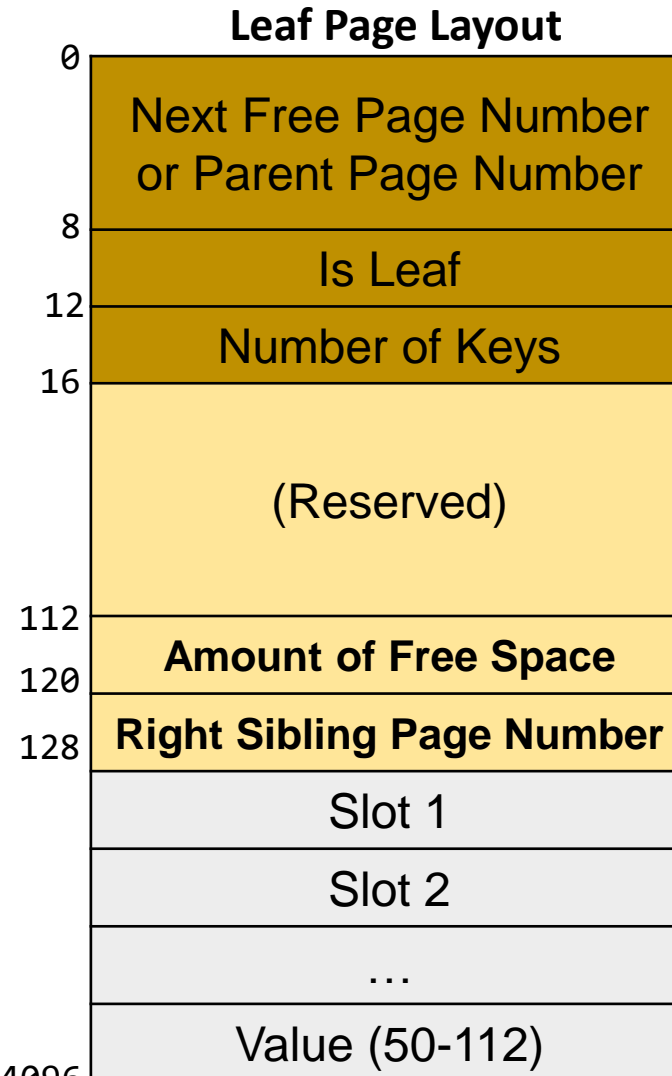 Leaf Page Layout
0
Next Free Page Number
or Parent Page Number
8
Is Leaf
12
Number of Keys
16
(Reserved)
112
Amount of Free Space
120
Right Sibling Page Number
128
Slot 1
Slot 2
…
Value (50-112)
4096